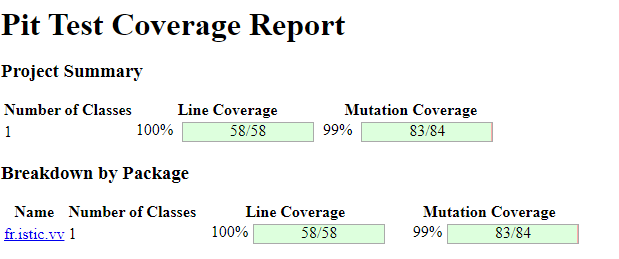 Pit Test Coverage Report
Project Summary
Number of Classes Line Coverage Mutation Coverage
1 100% 58/58 99% 83/84
Breakdown by Package
Name Number of Classes Line Coverage Mutation Coverage
fr.istic.vv 1 100% 58/58 99% 83/84